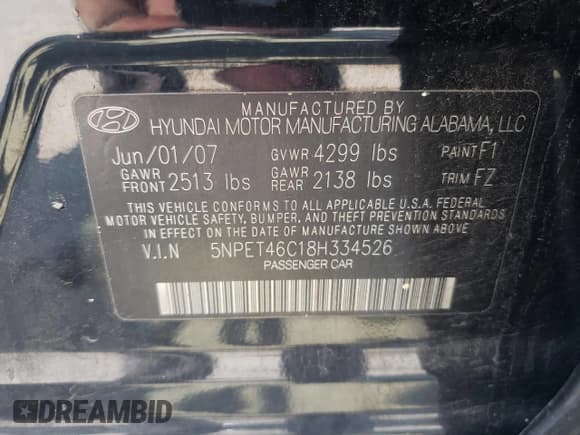 MANUFACTURED BY
HYUNDAI MOTOR MANUFACTURING ALABAMA, LLC
Jun/01/07 GVWR 4299 lbs PAINT F1
GAWR FRONT 2513 lbs GAWR REAR 2138 lbs TRIM FZ
THIS VEHICLE CONFORMS TO ALL APPLICABLE U.S.A. FEDERAL
MOTOR VEHICLE SAFETY, BUMPER, AND THEFT PREVENTION STANDARDS
IN EFFECT ON THE DATE OF MANUFACTURE SHOWN ABOVE.
V.I.N 5NPET46C18H334526
PASSENGER CAR
DREAMBID